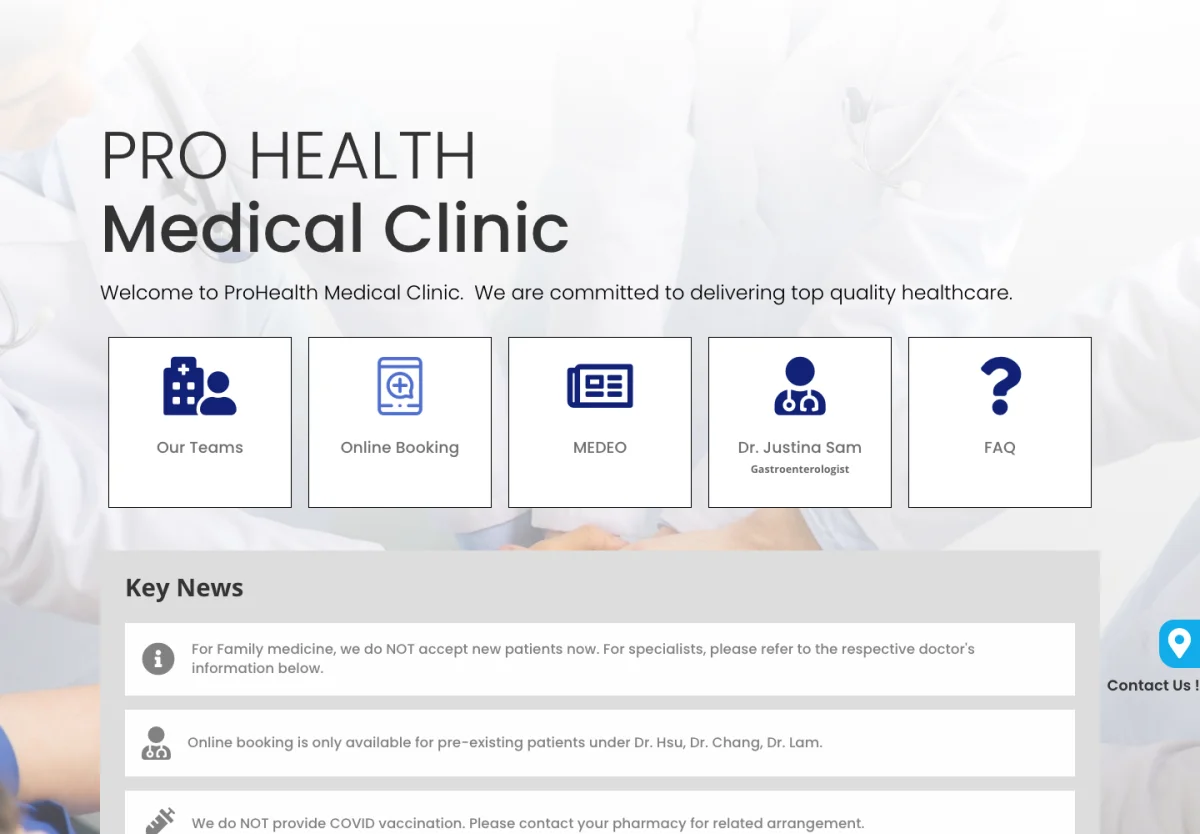 PRO HEALTH
Medical Clinic
Welcome to ProHealth Medical Clinic.  We are committed to delivering top quality healthcare.
Our Teams
Online Booking
MEDEO
Dr. Justina Sam
Gastroenterologist
FAQ
Key News
For Family medicine, we do NOT accept new patients now. For specialists, please refer to the respective doctor's
information below.
Contact Us !
Online booking is only available for pre-existing patients under Dr. Hsu, Dr. Chang, Dr. Lam.
We do NOT provide COVID vaccination. Please contact your pharmacy for related arrangement.